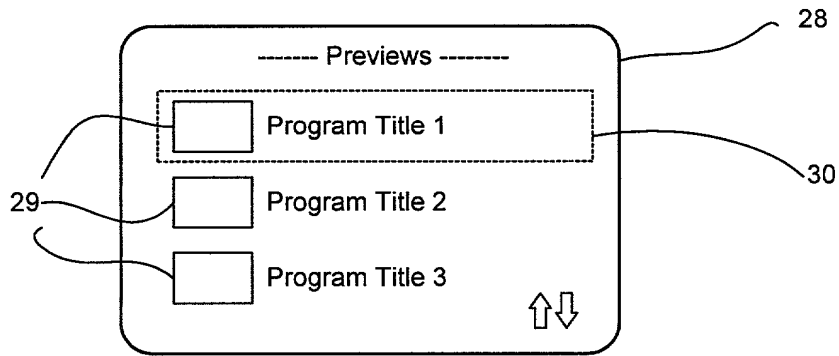 28
------ Previews ------
Program Title 1
30
29
Program Title 2
Program Title 3